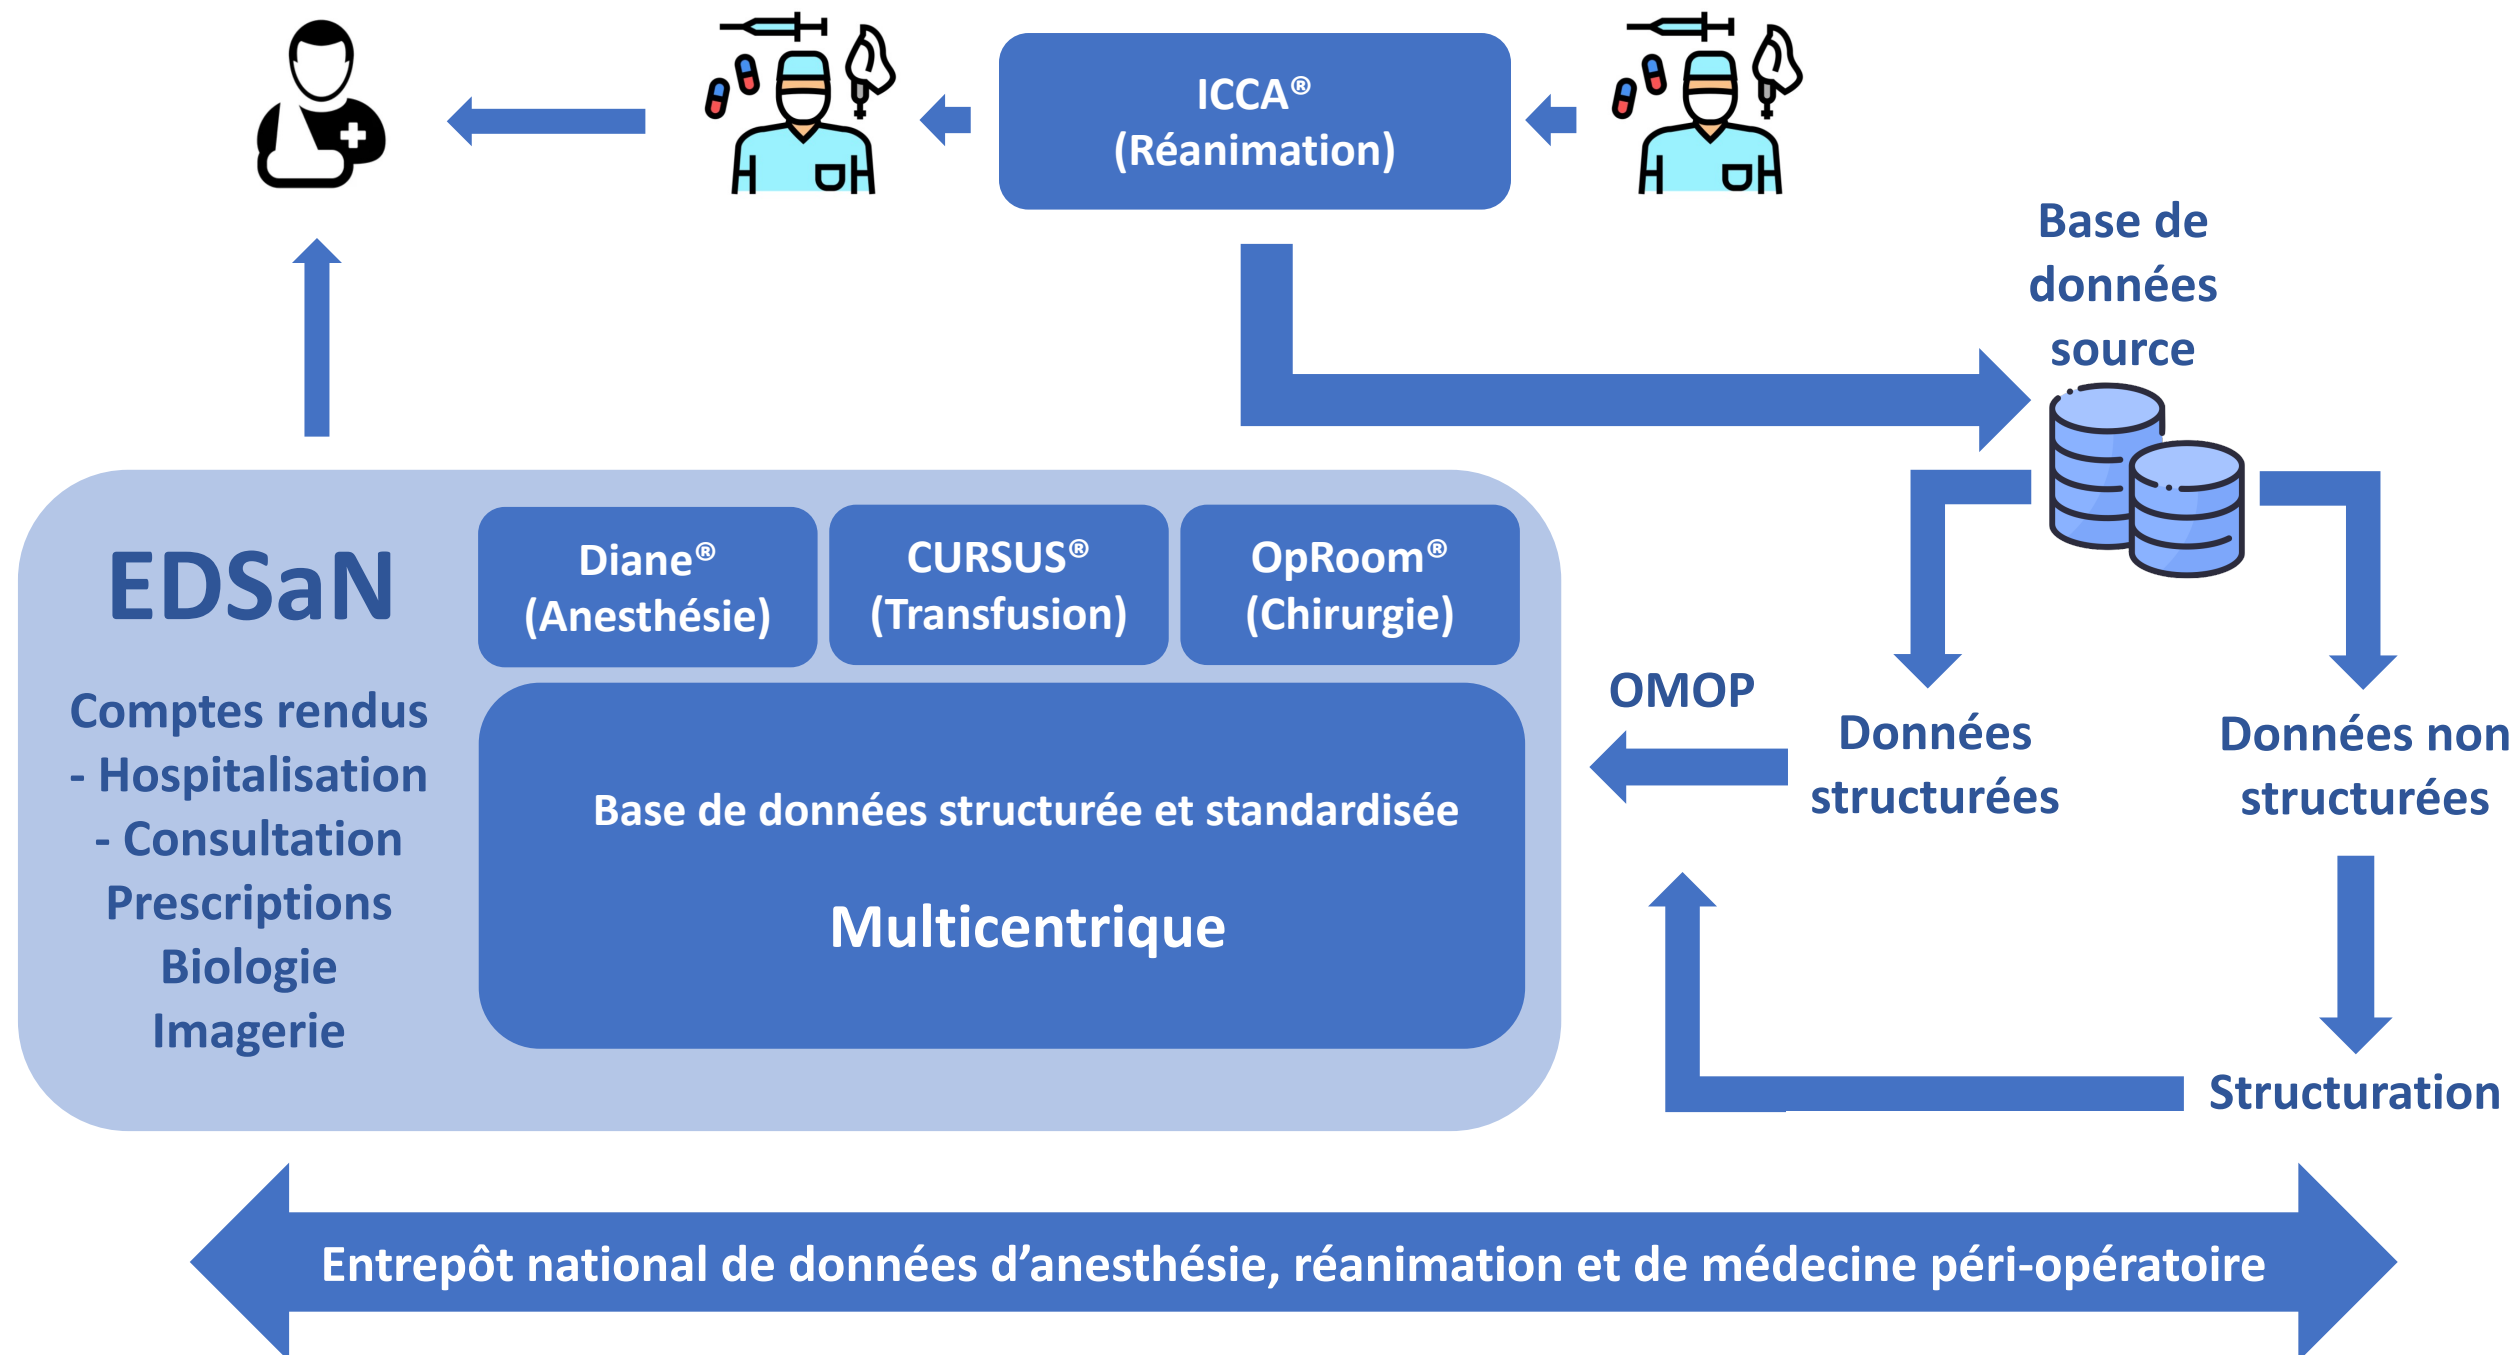 ICCA®
(Réanimation)
Base de
données
source
EDSaN
Comptes rendus
- Hospitalisation
- Consultation
Prescriptions
Biologie
Imagerie
Diane®
(Anesthésie)
CURSUS®
(Transfusion)
OpRoom®
(Chirurgie)
Base de données structurée et standardisée
Multicentrique
OMOP
Données
structurées
Données non
structurées
Structuration
Entrepôt national de données d’anesthésie, réanimation et de médecine péri-opératoire